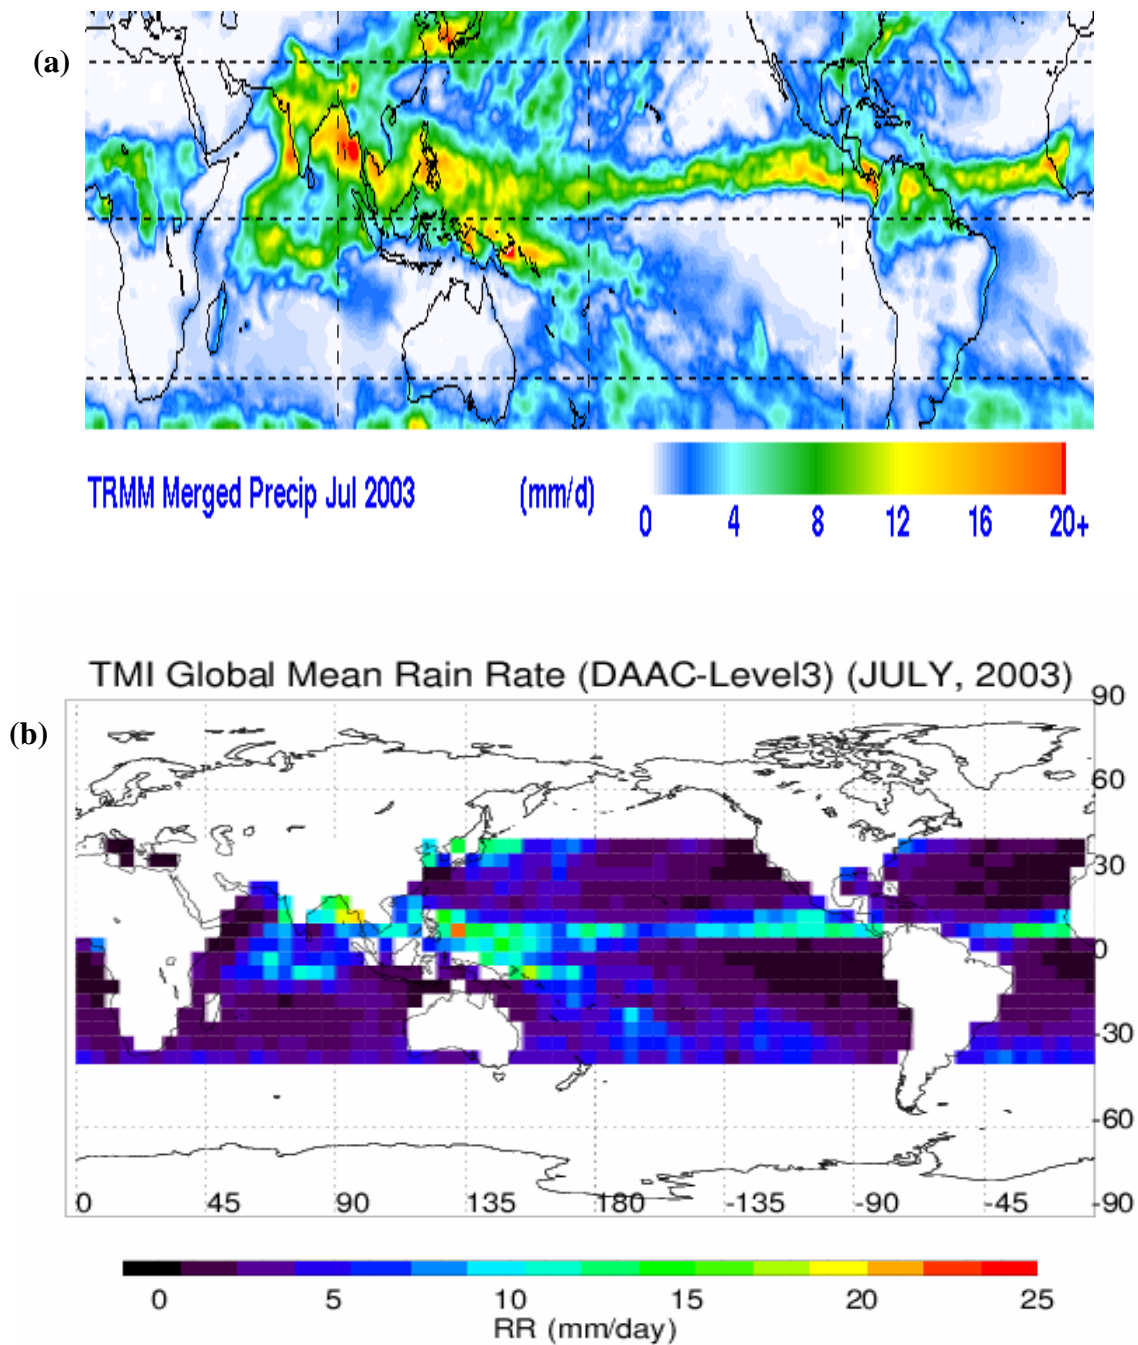 (a)
TRMM Merged Precip Jul 2003 (mm/d)
0 4 8 12 16 20+
TMI Global Mean Rain Rate (DAAC-Level3) (JULY, 2003)
(b)
90
60
30
0
-30
-60
-90
0 45 90 135 180 -135 -90 -45
0 5 10 15 20 25
RR (mm/day)